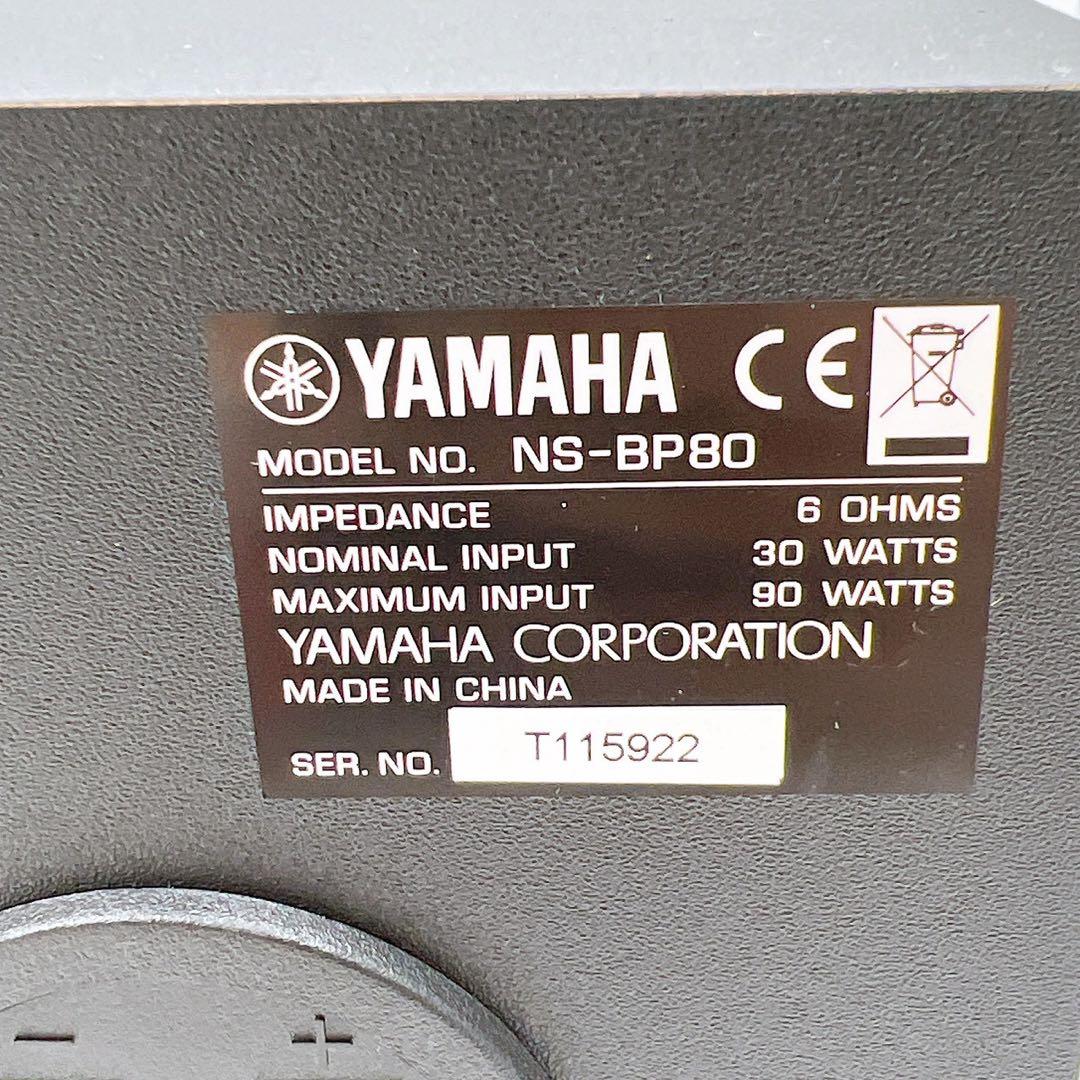 YAMAHA CE
MODEL NO. NS-BP80
IMPEDANCE 6 OHMS
NOMINAL INPUT 30 WATTS
MAXIMUM INPUT 90 WATTS
YAMAHA CORPORATION
MADE IN CHINA
SER. NO. T115922
− +